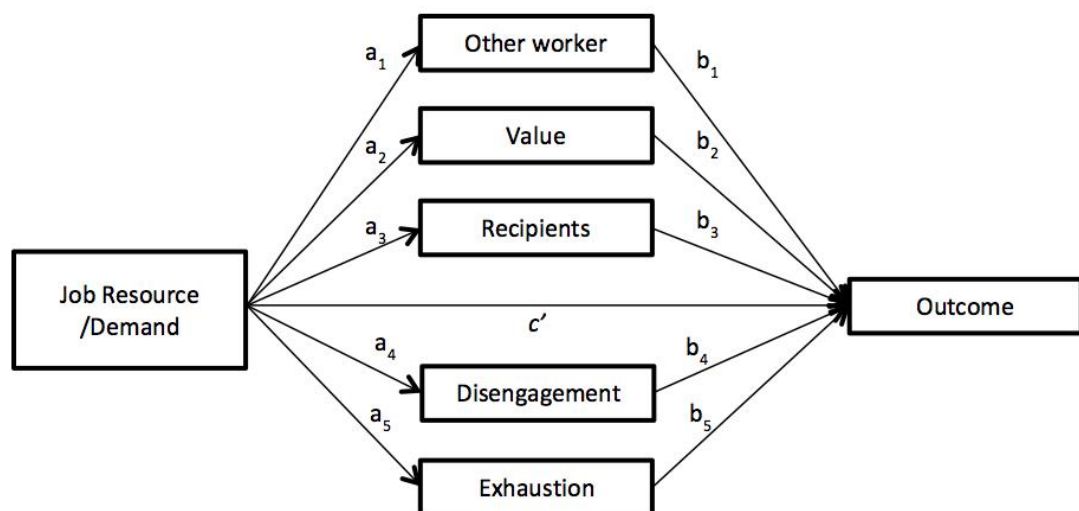 Other worker
a1
b1
Value
a2
b2
Recipients
a3
b3
Job Resource
/Demand
c’
Outcome
a4
b4
Disengagement
a5
b5
Exhaustion